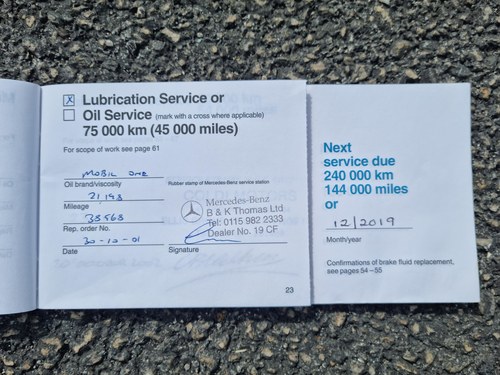 X Lubrication Service or
Oil Service (mark with a cross where applicable)
75 000 km (45 000 miles)
For scope of work see page 61
MOBIL ONE
Oil brand/viscosity
Rubber stamp of Mercedes-Benz service station
21,193
Mileage
38568
Rep. order No.
30-10-01
Date
Mercedes-Benz
B & K Thomas Ltd
Tel: 0115 982 2333
Dealer No. 19 CF
Signature
23
Next
service due
240 000 km
144 000 miles
or
12/2019
Month/year
Confirmations of brake fluid replacement,
see pages 54–55